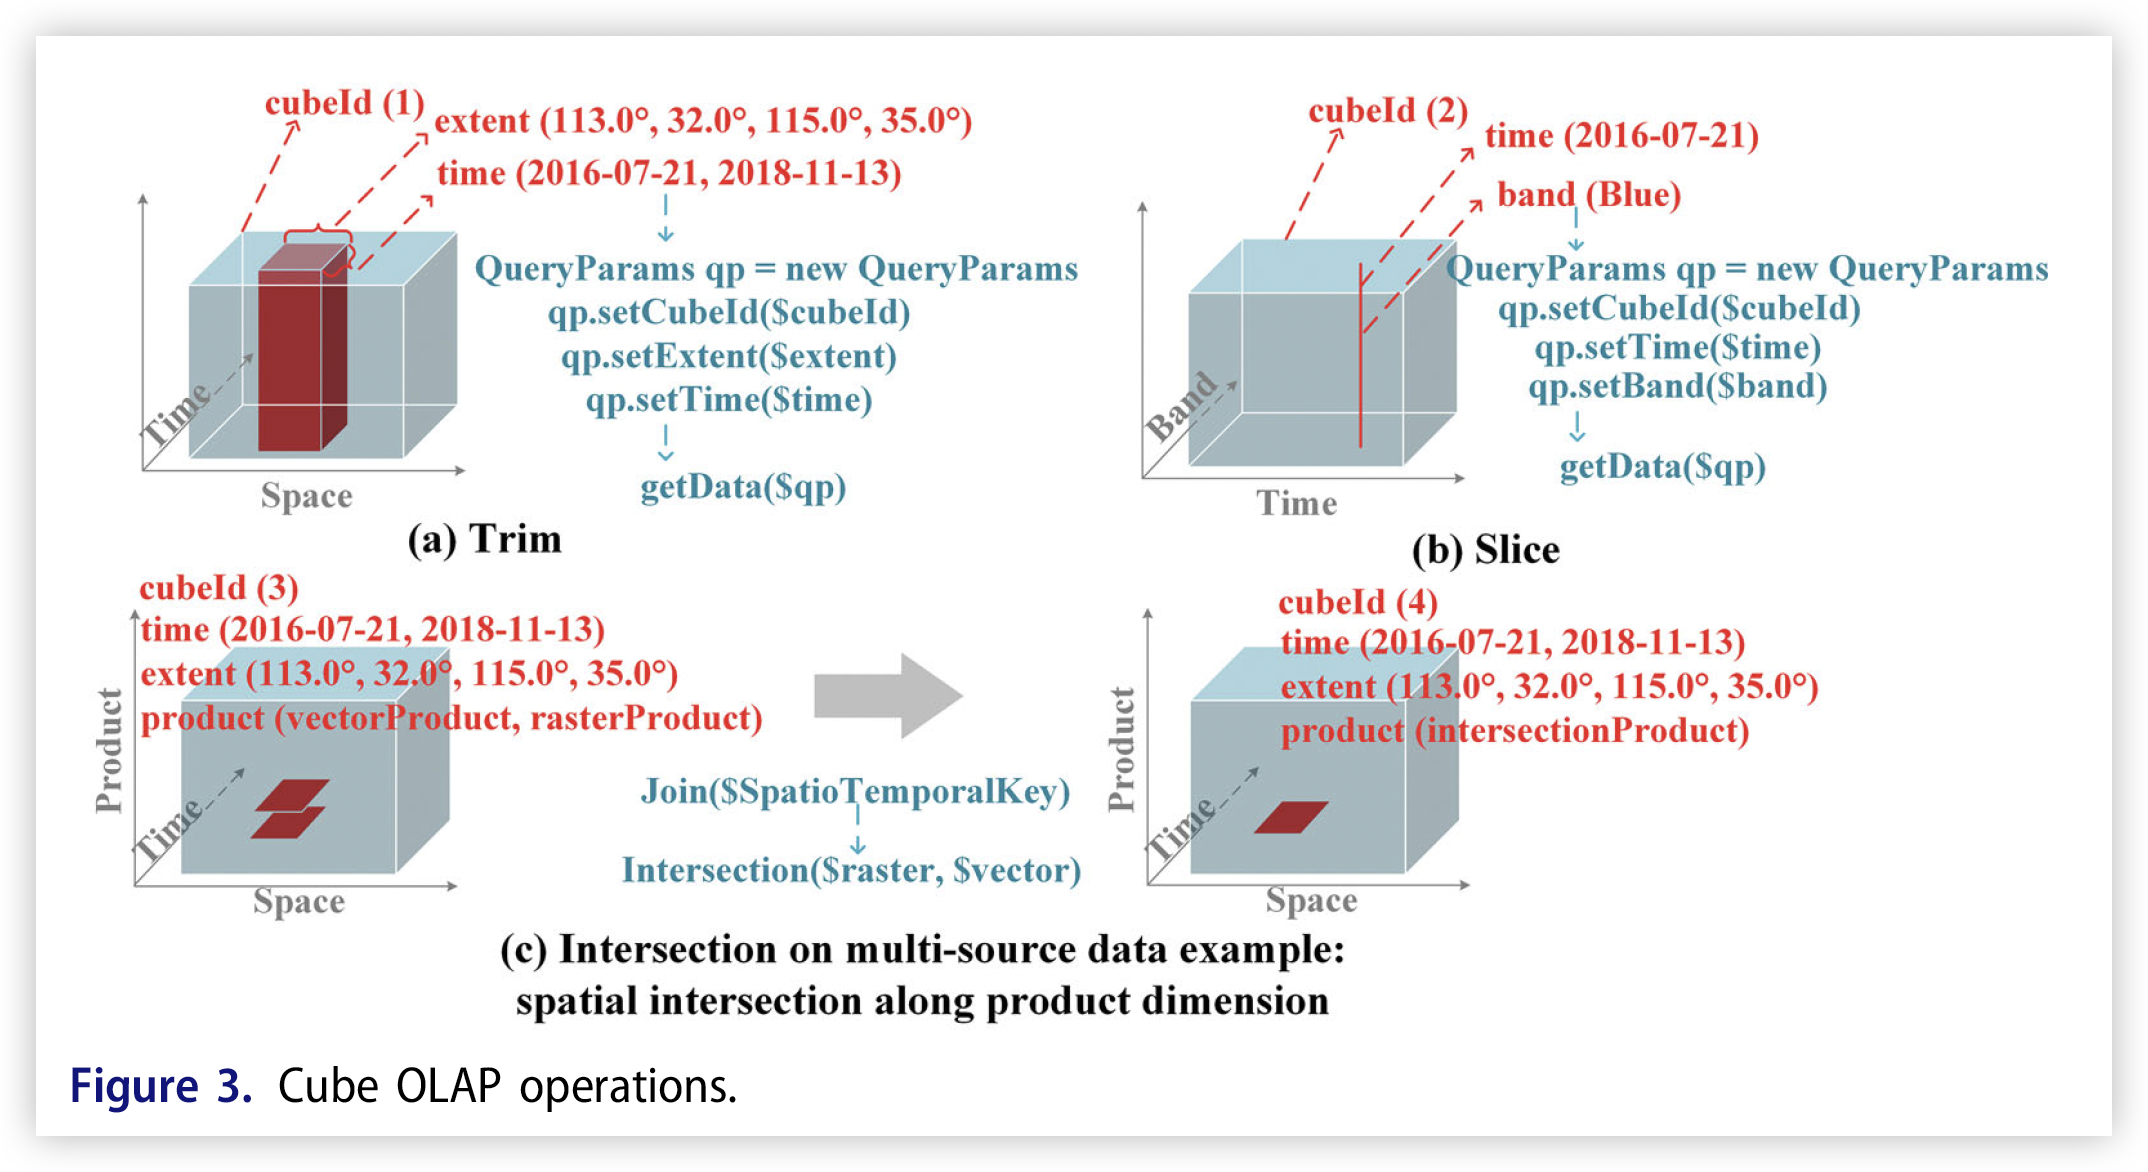 cubeId (1)
extent (113.0°, 32.0°, 115.0°, 35.0°)
time (2016-07-21, 2018-11-13)
QueryParams qp = new QueryParams
qp.setCubeId($cubeId)
qp.setExtent($extent)
qp.setTime($time)
getData($qp)
Time
Space
(a) Trim
cubeId (2)
time (2016-07-21)
band (Blue)
QueryParams qp = new QueryParams
qp.setCubeId($cubeId)
qp.setTime($time)
qp.setBand($band)
getData($qp)
Band
Time
(b) Slice
cubeId (3)
time (2016-07-21, 2018-11-13)
extent (113.0°, 32.0°, 115.0°, 35.0°)
product (vectorProduct, rasterProduct)
Product
Time
Space
Join($SpatioTemporalKey)
Intersection($raster, $vector)
cubeId (4)
time (2016-07-21, 2018-11-13)
extent (113.0°, 32.0°, 115.0°, 35.0°)
product (intersectionProduct)
Product
Time
Space
(c) Intersection on multi-source data example:
spatial intersection along product dimension
Figure 3. Cube OLAP operations.